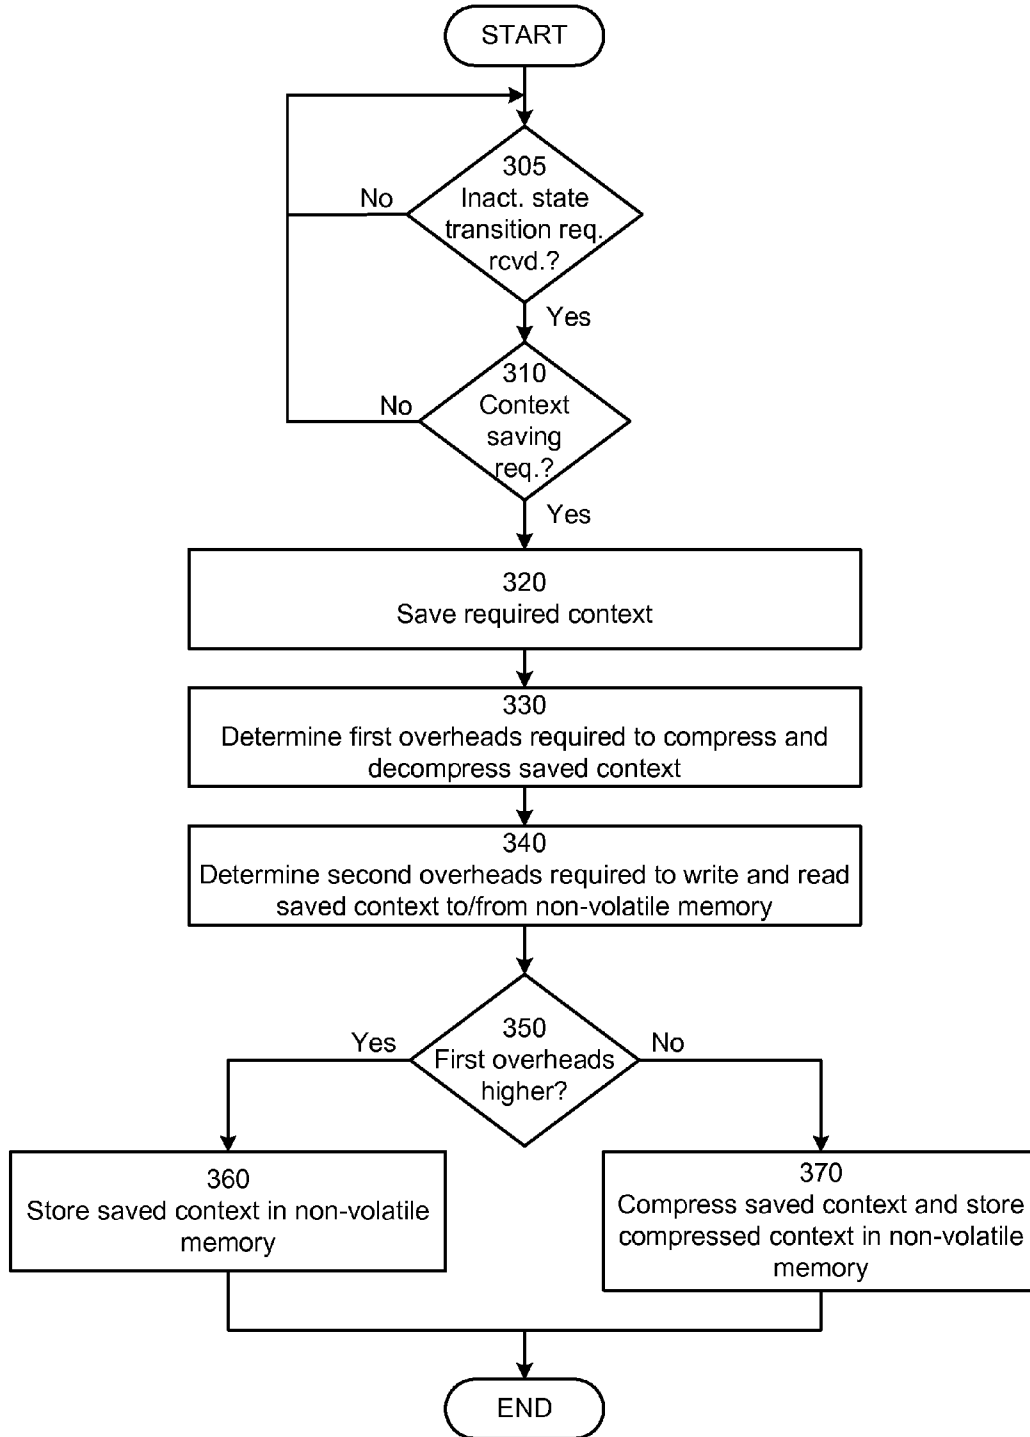 START
305
Inact. state
transition req.
rcvd.?
No
Yes
310
Context
saving
req.?
No
Yes
320
Save required context
330
Determine first overheads required to compress and
decompress saved context
340
Determine second overheads required to write and read
saved context to/from non-volatile memory
350
First overheads
higher?
Yes
No
360
Store saved context in non-volatile
memory
370
Compress saved context and store
compressed context in non-volatile
memory
END